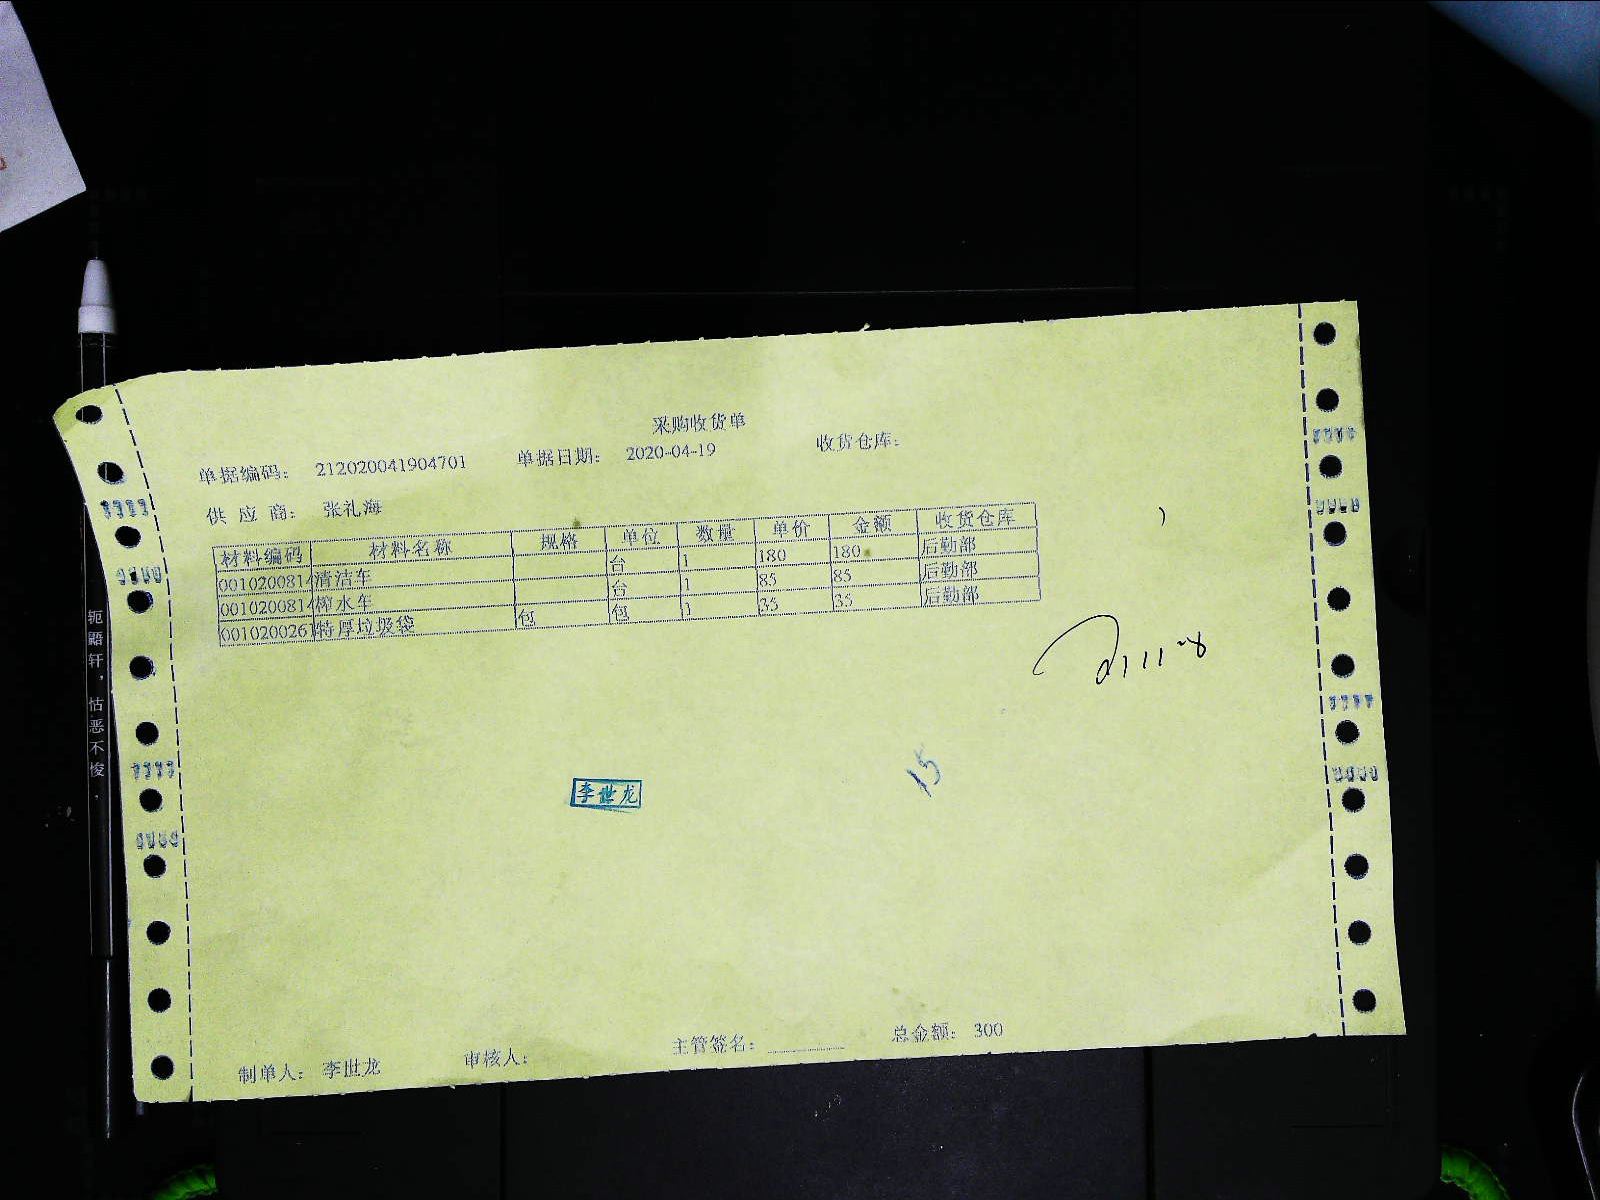 采购收货单
单据编码： 212020041904701 单据日期： 2020-04-19 收货仓库：
供 应 商： 张礼海
材料编码 材料名称 规格 单位 数量 单价 金额 收货仓库
0010200814 清洁车 台 1 180 180 后勤部
0010200814 榨水车 台 1 85 85 后勤部
0010200261 特厚垃圾袋 包 包 1 35 35 后勤部
15
李世龙
制单人： 李世龙 审核人： 主管签名： 总金额： 300